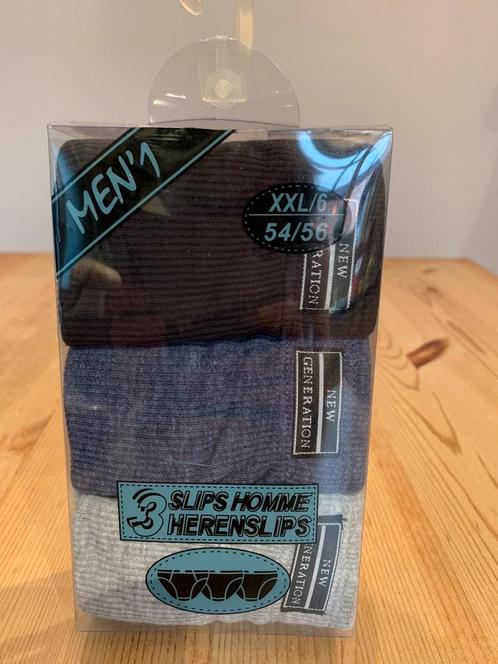 MEN'1
XXL/6
54/56
NEW
GENERATION
NEW
GENERATION
3 SLIPS HOMME
HERENSLIPS
NEW
GENERATION